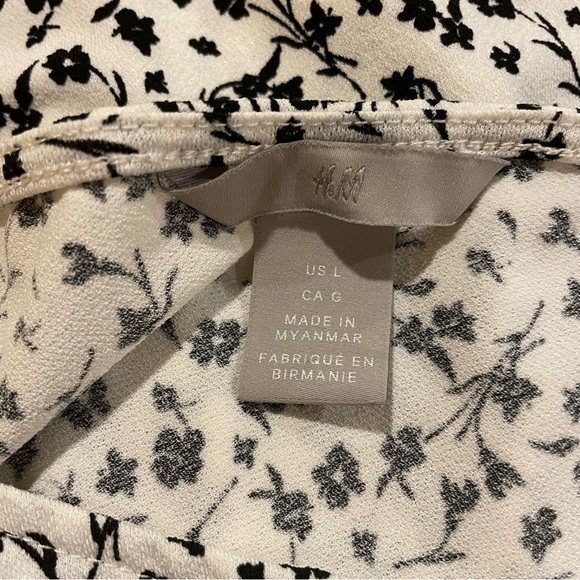 H&M
US L
CA G
MADE IN
MYANMAR
FABRIQUÉ EN
BIRMANIE